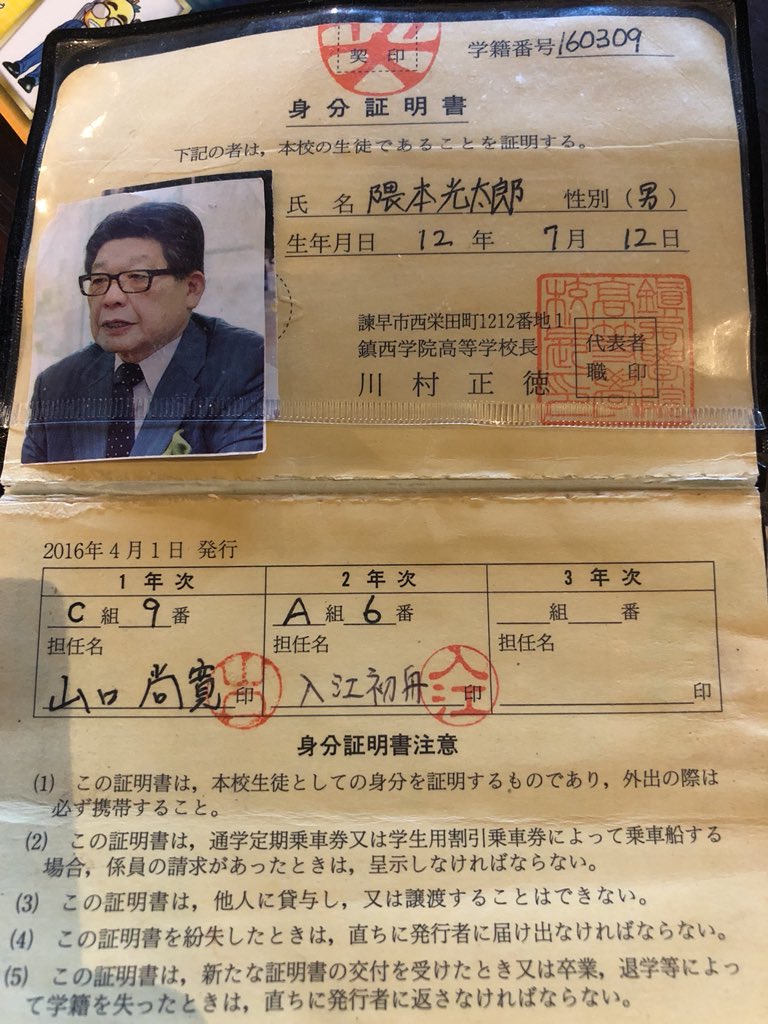 契印
学籍番号160309
身分証明書
下記の者は，本校の生徒であることを証明する。
氏名 隈本光太郎 性別（男）
生年月日 12年 7月 12日
諫早市西栄田町1212番地1
鎮西学院高等学校長
川村正徳
代表者
職印
2016年4月1日 発行
1年次 2年次 3年次
C組9番 A組6番 組 番
担任名 担任名 担任名
山口尚寛 印 入江初舟 印 印
山口 入江
身分証明書注意
(1) この証明書は，本校生徒としての身分を証明するものであり，外出の際は
必ず携帯すること。
(2) この証明書は，通学定期乗車券又は学生用割引乗車券によって乗車船する
場合，係員の請求があったときは，呈示しなければならない。
(3) この証明書は，他人に貸与し，又は譲渡することはできない。
(4) この証明書を紛失したときは，直ちに発行者に届け出なければならない。
(5) この証明書は，新たな証明書の交付を受けたとき又は卒業，退学等によっ
て学籍を失ったときは，直ちに発行者に返さなければならない。